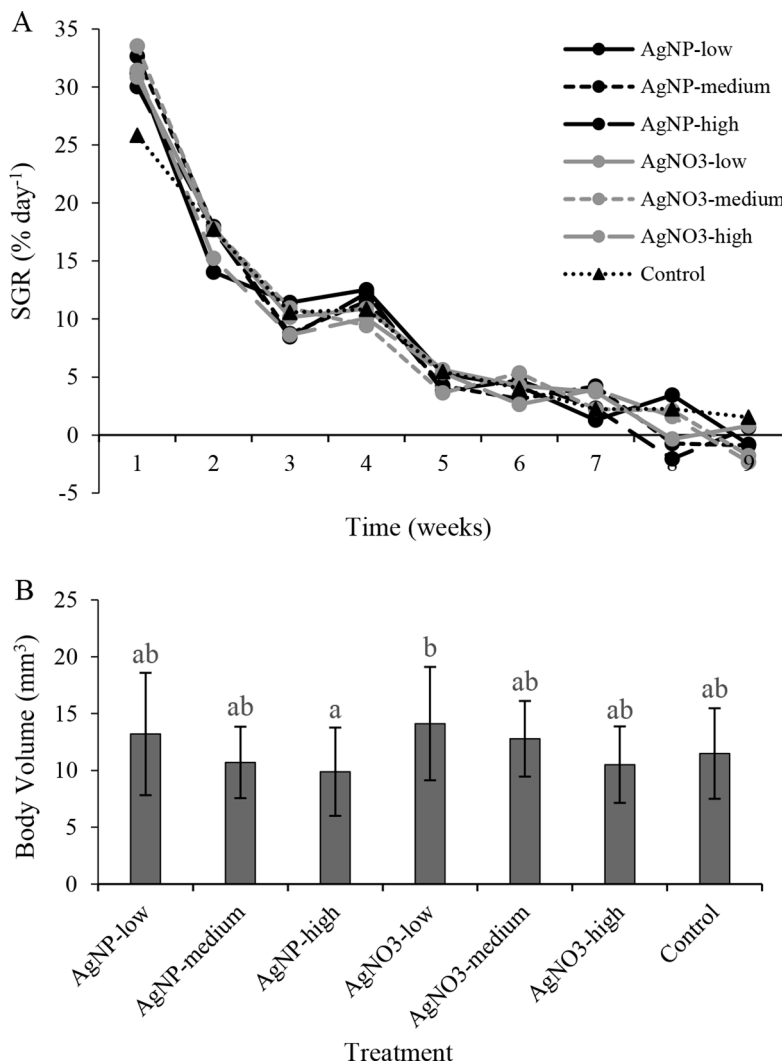 A
35
30
25
20
15
10
5
0
-5
SGR (% day⁻¹)
AgNP-low
AgNP-medium
AgNP-high
AgNO3-low
AgNO3-medium
AgNO3-high
Control
1 2 3 4 5 6 7 8 9
Time (weeks)
B
25
20
15
10
5
0
Body Volume (mm³)
ab ab a b ab ab ab
AgNP-low
AgNP-medium
AgNP-high
AgNO3-low
AgNO3-medium
AgNO3-high
Control
Treatment